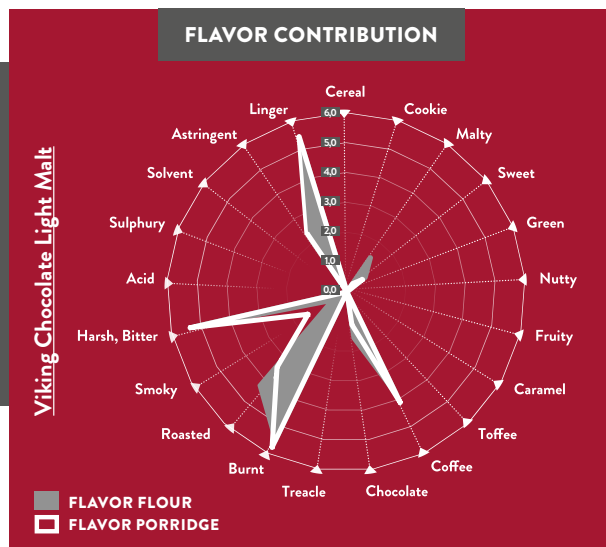 FLAVOR CONTRIBUTION
Viking Chocolate Light Malt
Cereal
Cookie
Malty
Sweet
Green
Nutty
Fruity
Caramel
Toffee
Coffee
Chocolate
Treacle
Burnt
Roasted
Smoky
Harsh, Bitter
Acid
Sulphury
Solvent
Astringent
Linger
6,0
5,0
4,0
3,0
2,0
1,0
0,0
FLAVOR FLOUR
FLAVOR PORRIDGE